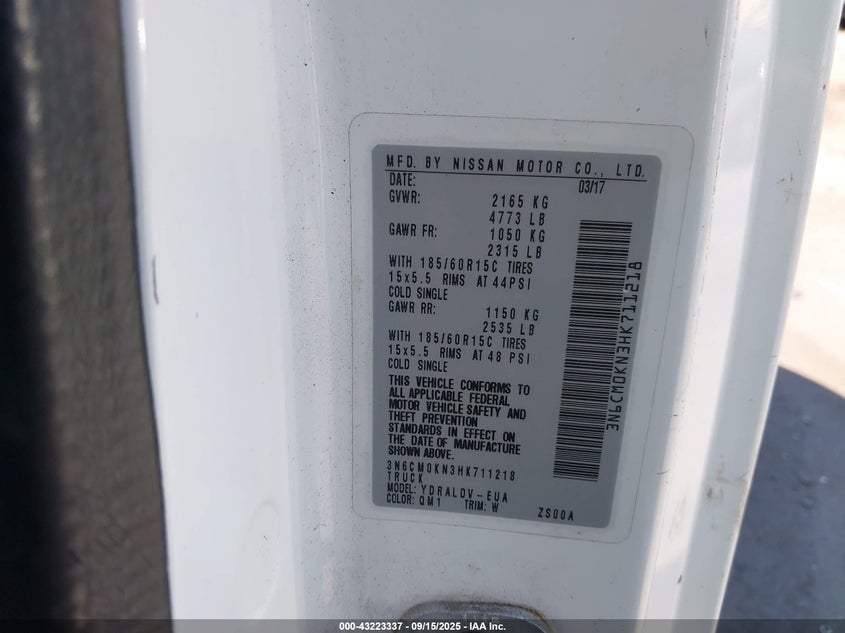 MFD. BY NISSAN MOTOR CO., LTD.
DATE: 03/17
GVWR: 2165 KG
4773 LB
GAWR FR: 1050 KG
2315 LB
WITH 185/60R15C TIRES
15x5.5 RIMS AT 44PSI
COLD SINGLE
GAWR RR: 1150 KG
2535 LB
WITH 185/60R15C TIRES
15x5.5 RIMS AT 48 PSI
COLD SINGLE
THIS VEHICLE CONFORMS TO
ALL APPLICABLE FEDERAL
MOTOR VEHICLE SAFETY AND
THEFT PREVENTION
STANDARDS IN EFFECT ON
THE DATE OF MANUFACTURE
SHOWN ABOVE.
3N6CM0KN3HK711218
TRUCK
MODEL: YDRALDV-EUA
COLOR: QM1 TRIM: W
ZS00A
3N6CM0KN3HK711218
000-43223337 - 09/15/2025 - IAA Inc.